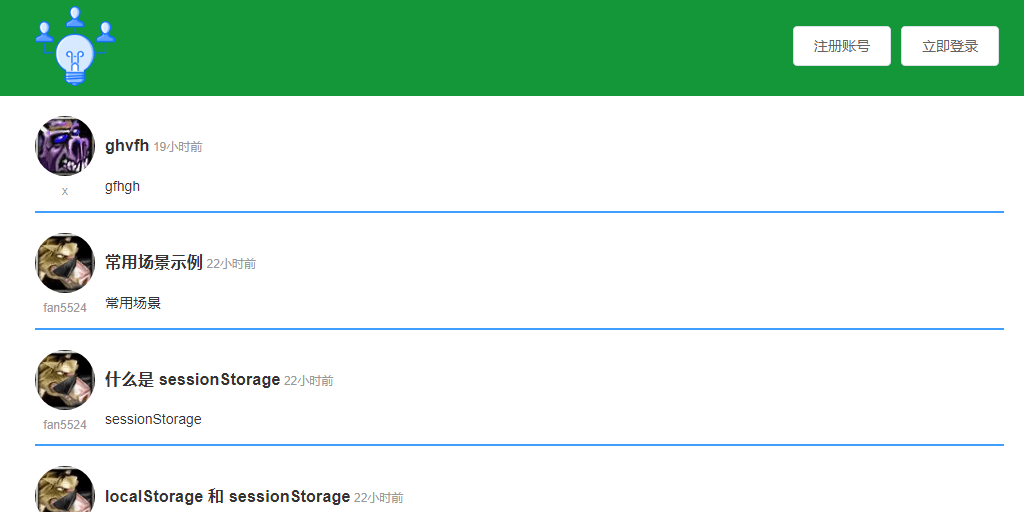 注册账号 立即登录
ghvfh 19小时前
x
gfhgh
常用场景示例 22小时前
fan5524
常用场景
什么是 sessionStorage 22小时前
fan5524
sessionStorage
localStorage 和 sessionStorage 22小时前